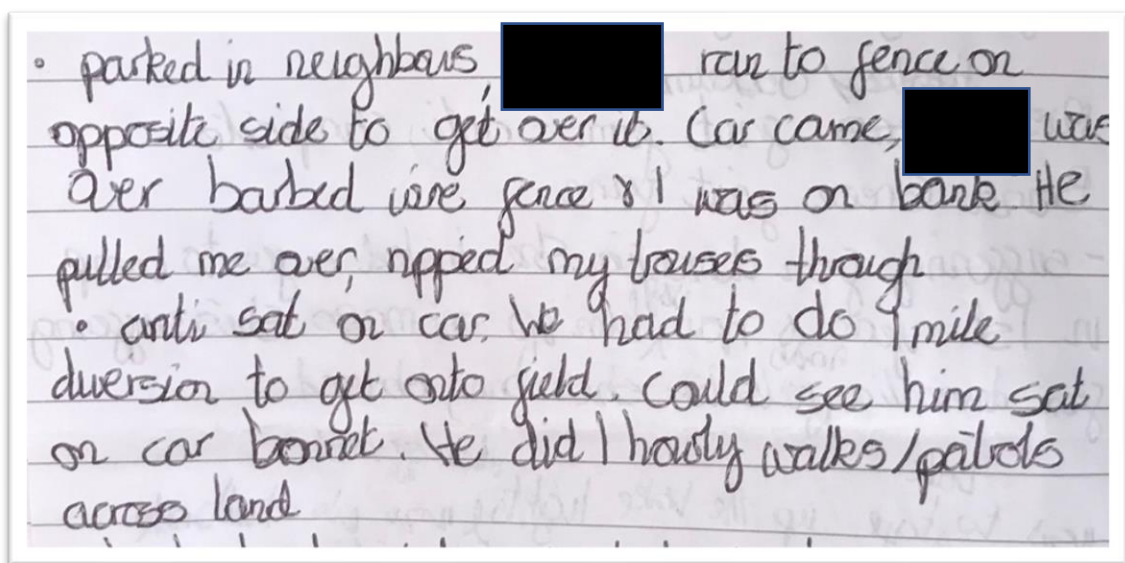 • parked in neighbours, ran to fence on
opposite side to get over it. Car came, was
over barbed wire fence & I was on bank He
pulled me over, ripped my trousers though
• anti sat on car. We had to do 1 mile
diversion to get onto field. Could see him sat
on car bonnet. He did 1 hourly walks/patrols
across land